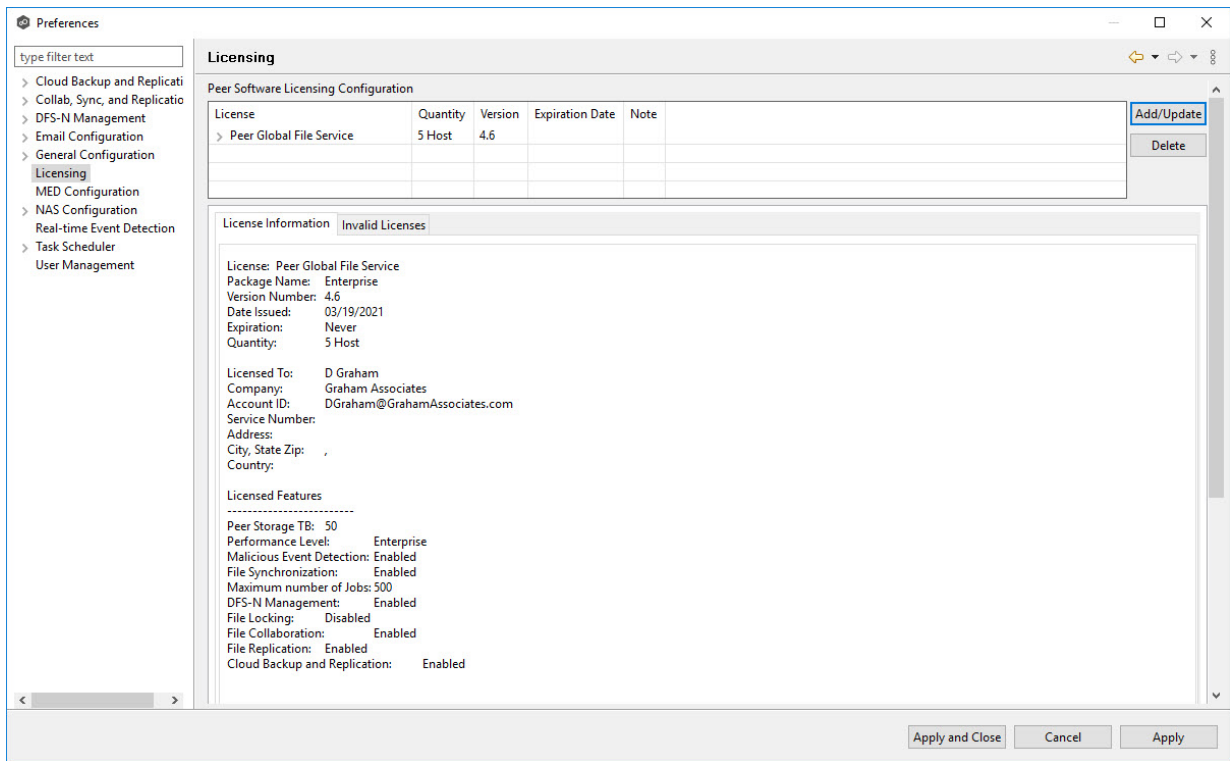 Preferences
type filter text
Cloud Backup and Replicati
Collab, Sync, and Replicatio
DFS-N Management
Email Configuration
General Configuration
Licensing
MED Configuration
NAS Configuration
Real-time Event Detection
Task Scheduler
User Management
Licensing
Peer Software Licensing Configuration
License Quantity Version Expiration Date Note
Peer Global File Service 5 Host 4.6
Add/Update
Delete
License Information Invalid Licenses
License: Peer Global File Service
Package Name: Enterprise
Version Number: 4.6
Date Issued: 03/19/2021
Expiration: Never
Quantity: 5 Host
Licensed To: D Graham
Company: Graham Associates
Account ID: DGraham@GrahamAssociates.com
Service Number:
Address:
City, State Zip: ,
Country:
Licensed Features
-------------------------
Peer Storage TB: 50
Performance Level: Enterprise
Malicious Event Detection: Enabled
File Synchronization: Enabled
Maximum number of Jobs: 500
DFS-N Management: Enabled
File Locking: Disabled
File Collaboration: Enabled
File Replication: Enabled
Cloud Backup and Replication: Enabled
Apply and Close Cancel Apply